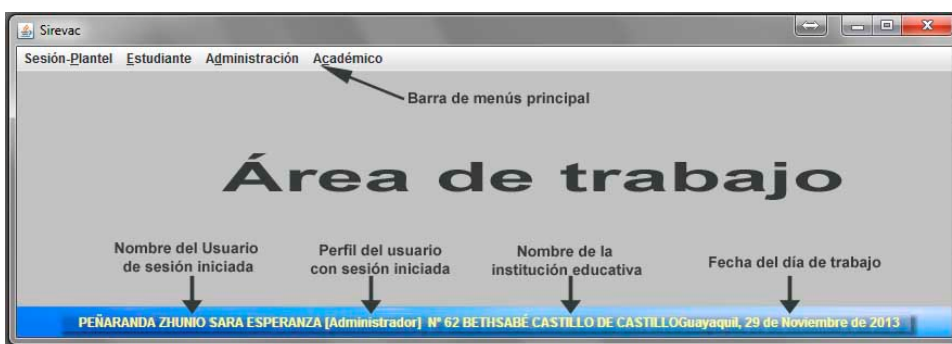 Sirevac
Sesión-Plantel Estudiante Administración Académico
Barra de menús principal
Área de trabajo
Nombre del Usuario
de sesión iniciada
Perfil del usuario
con sesión iniciada
Nombre de la
institución educativa
Fecha del día de trabajo
PEÑARANDA ZHUNIO SARA ESPERANZA [Administrador] Nº 62 BETHSABÉ CASTILLO DE CASTILLOGuayaquil, 29 de Noviembre de 2013